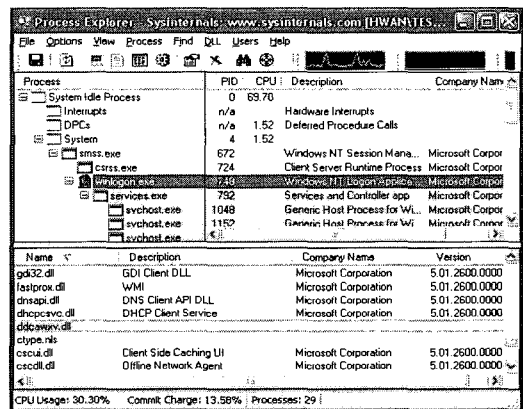 Process Explorer - Sysinternals: www.sysinternals.com [HWAN\TES...
File Options View Process Find DLL Users Help
Process PID CPU Description Company Nam
System Idle Process 0 69.70
Interrupts n/a Hardware Interrupts
DPCs n/a 1.52 Deferred Procedure Calls
System 4 1.52
smss.exe 672 Windows NT Session Mana... Microsoft Corpor
csrss.exe 724 Client Server Runtime Process Microsoft Corpor
winlogon.exe 748 Windows NT Logon Applica... Microsoft Corpor
services.exe 792 Services and Controller app Microsoft Corpor
svchost.exe 1048 Generic Host Process for Wi... Microsoft Corpor
svchost.exe 1152 Generic Host Process for Wi... Microsoft Corpor
svchost.exe
Name Description Company Name Version
gdi32.dll GDI Client DLL Microsoft Corporation 5.01.2600.0000
fastprox.dll WMI Microsoft Corporation 5.01.2600.0000
dnsapi.dll DNS Client API DLL Microsoft Corporation 5.01.2600.0000
dhcpcsvc.dll DHCP Client Service Microsoft Corporation 5.01.2600.0000
ddcawxv.dll
ctype.nls
cscui.dll Client Side Caching UI Microsoft Corporation 5.01.2600.0000
cscdll.dll Offline Network Agent Microsoft Corporation 5.01.2600.0000
CPU Usage: 30.30% Commit Charge: 13.58% Processes: 29